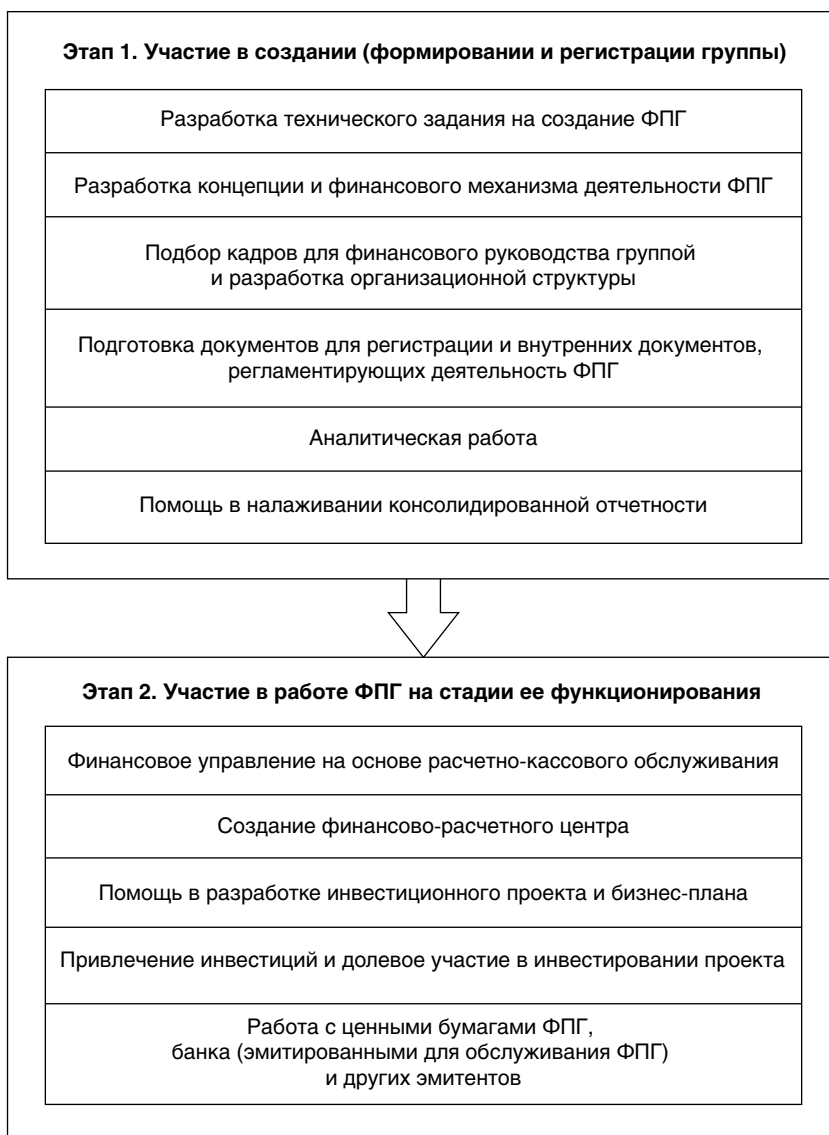 Этап 1. Участие в создании (формировании и регистрации группы)
Разработка технического задания на создание ФПГ
Разработка концепции и финансового механизма деятельности ФПГ
Подбор кадров для финансового руководства группой
и разработка организационной структуры
Подготовка документов для регистрации и внутренних документов,
регламентирующих деятельность ФПГ
Аналитическая работа
Помощь в налаживании консолидированной отчетности
Этап 2. Участие в работе ФПГ на стадии ее функционирования
Финансовое управление на основе расчетно-кассового обслуживания
Создание финансово-расчетного центра
Помощь в разработке инвестиционного проекта и бизнес-плана
Привлечение инвестиций и долевое участие в инвестировании проекта
Работа с ценными бумагами ФПГ,
банка (эмитированными для обслуживания ФПГ)
и других эмитентов